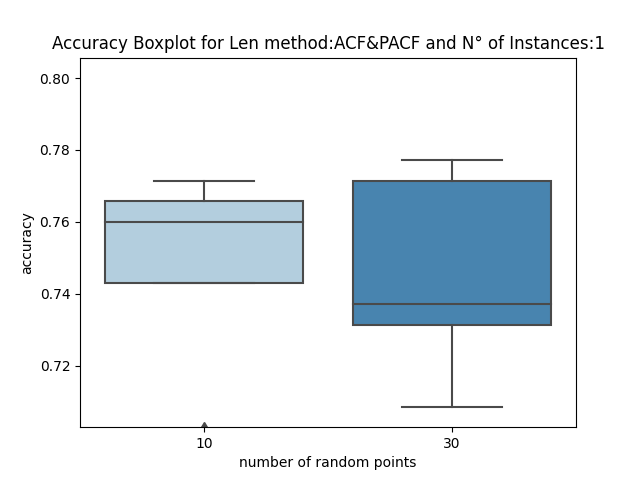 Accuracy Boxplot for Len method:ACF&PACF and N° of Instances:1
0.80
0.78
0.76
0.74
0.72
accuracy
10
30
number of random points